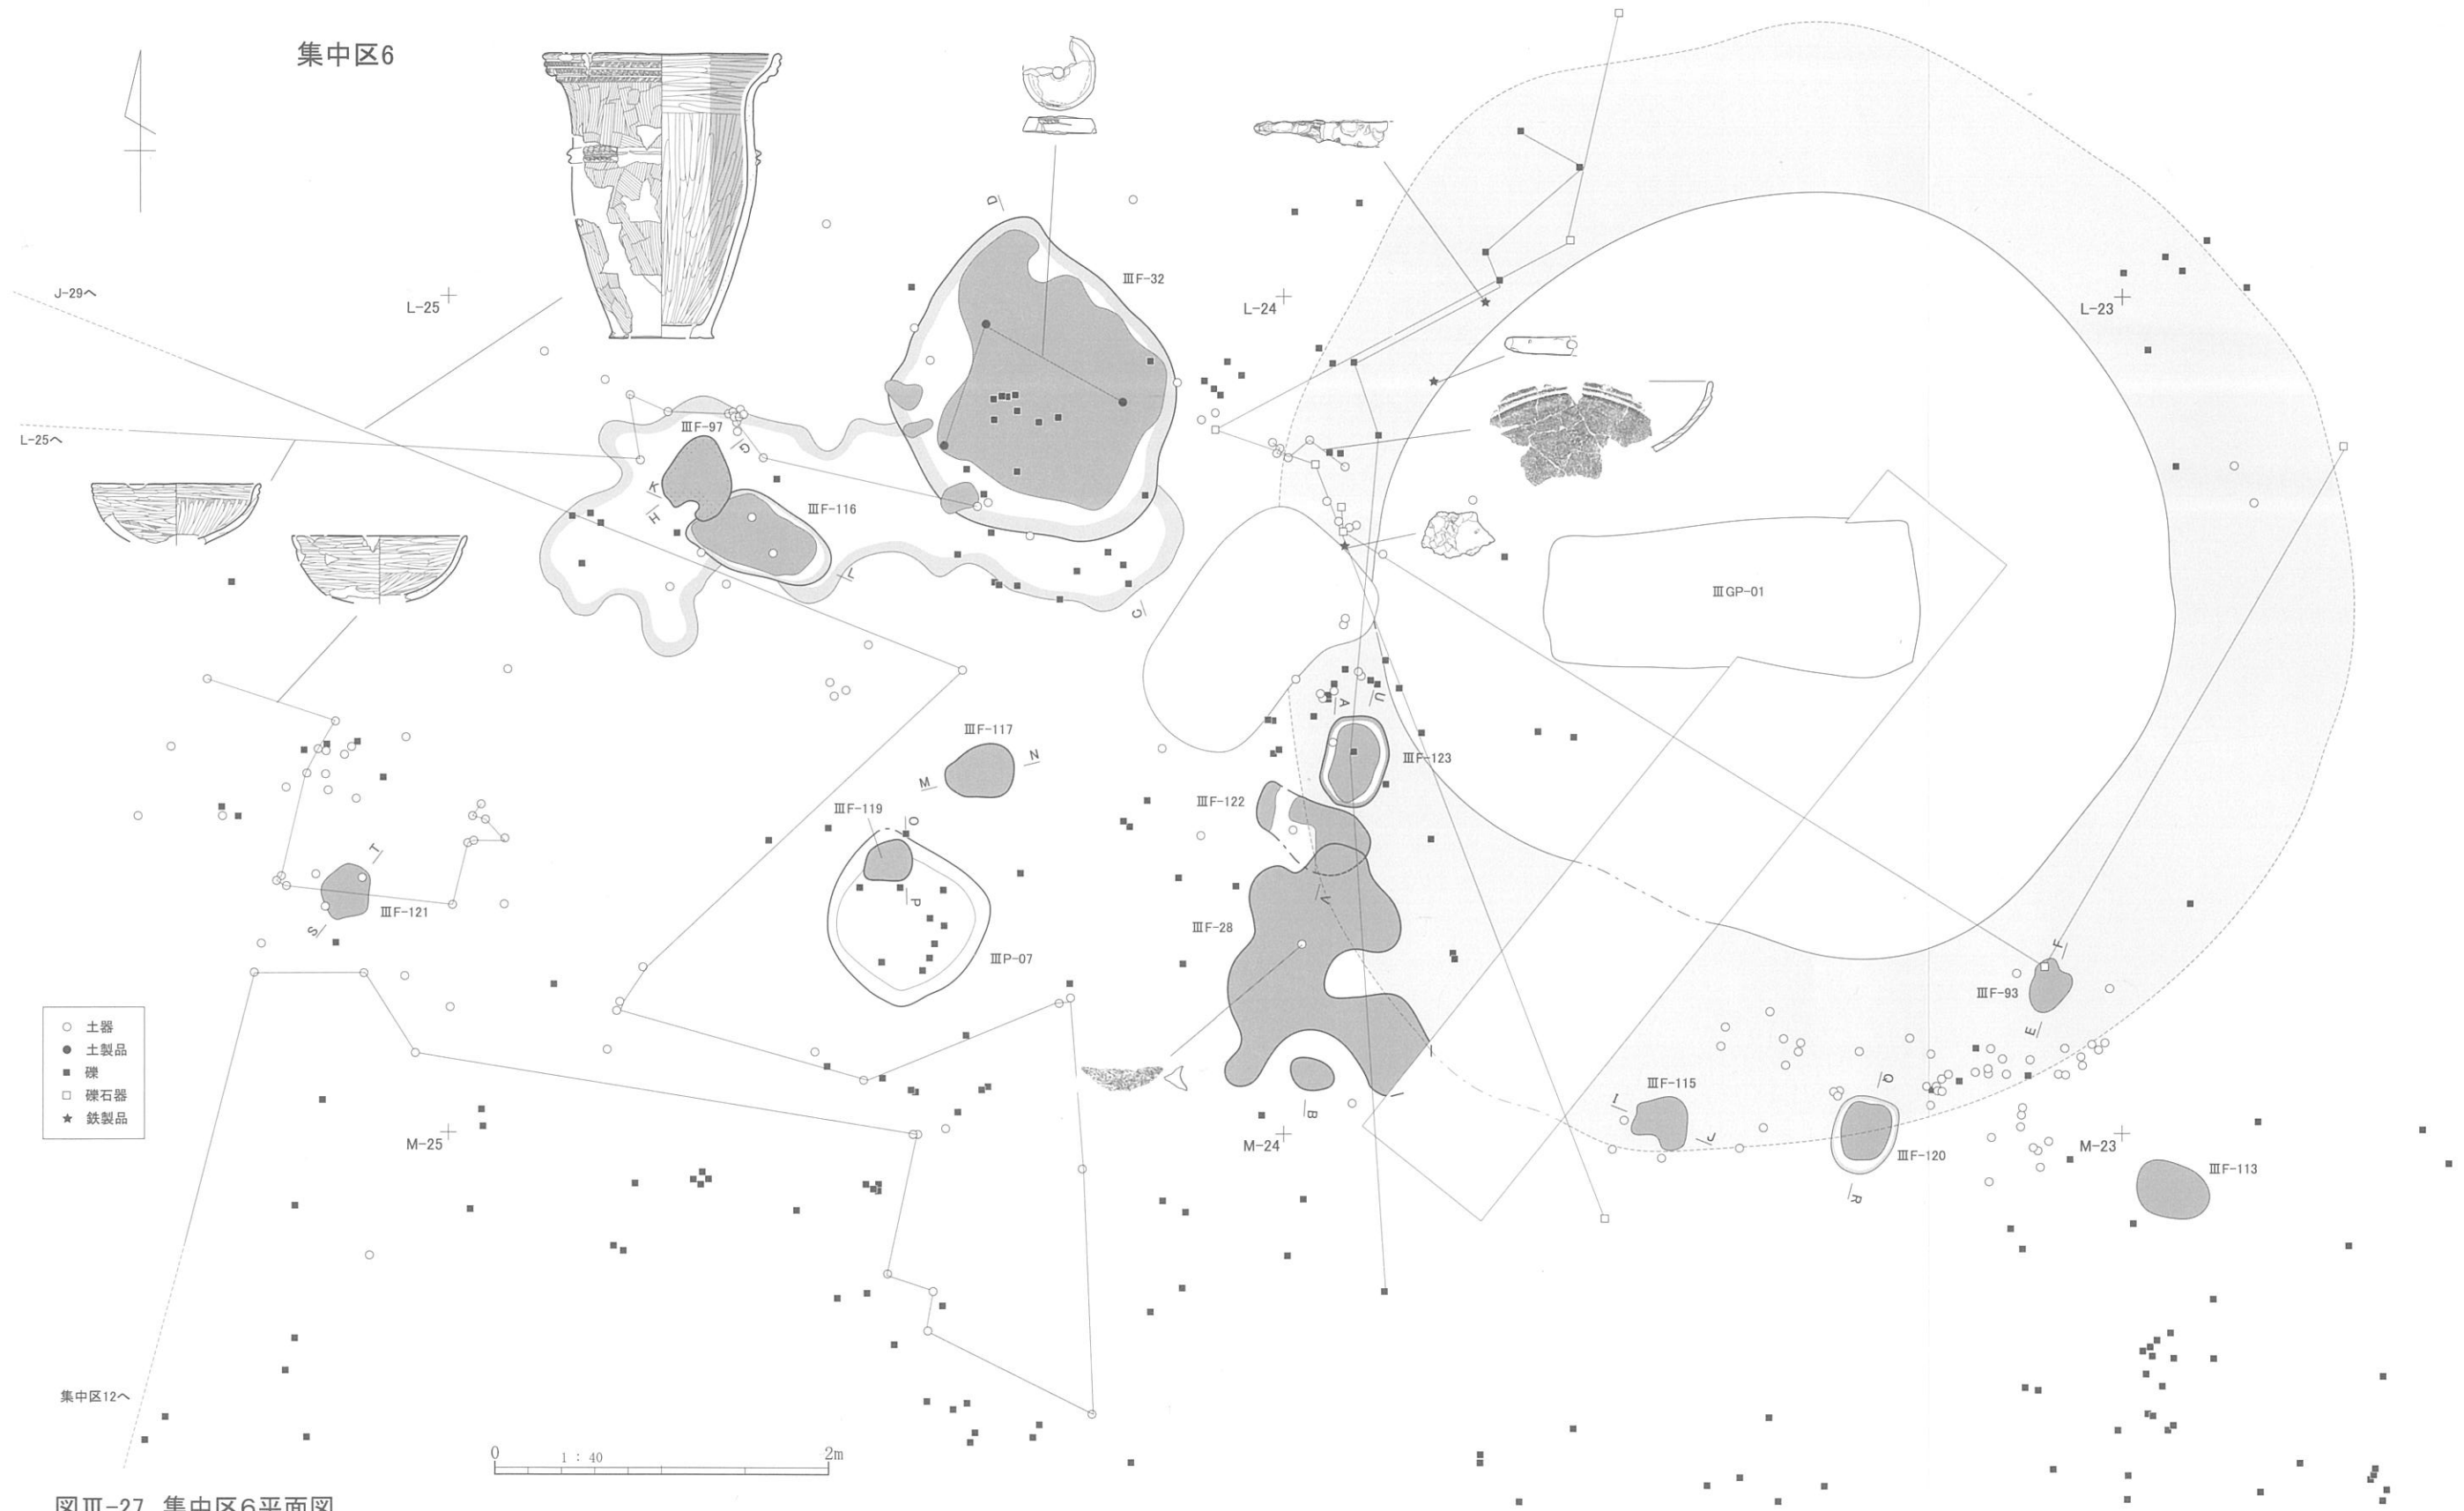 集中区6
D
ⅢF-32
J-29へ
L-25
L-24
L-23
L-25へ
ⅢF-97
G
K
H
ⅢF-116
L
C
ⅢGP-01
A
U
ⅢF-117
N
M
ⅢF-123
ⅢF-122
ⅢF-119
O
P
T
ⅢF-121
S
V
ⅢF-28
ⅢP-07
F
ⅢF-93
E
土器
土製品
礫
礫石器
鉄製品
ⅢF-115
I
J
Q
B
M-25
M-24
M-23
ⅢF-120
ⅢF-113
R
集中区12へ
0
1 : 40
2m
図Ⅲ-27 集中区6平面図